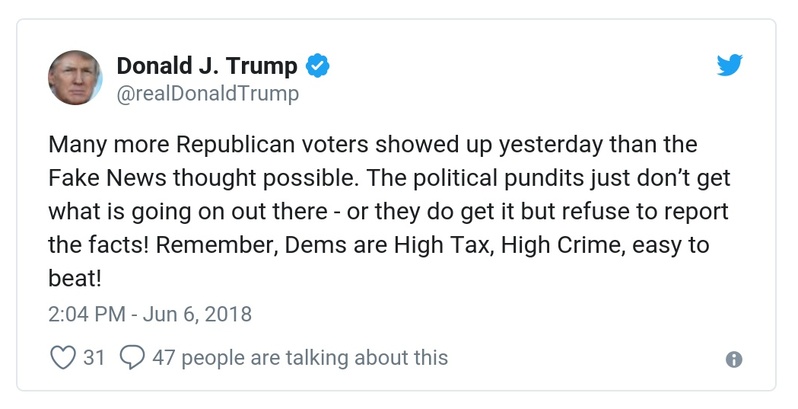 Donald J. Trump
@realDonaldTrump
Many more Republican voters showed up yesterday than the
Fake News thought possible. The political pundits just don’t get
what is going on out there - or they do get it but refuse to report
the facts! Remember, Dems are High Tax, High Crime, easy to
beat!
2:04 PM - Jun 6, 2018
31 47 people are talking about this